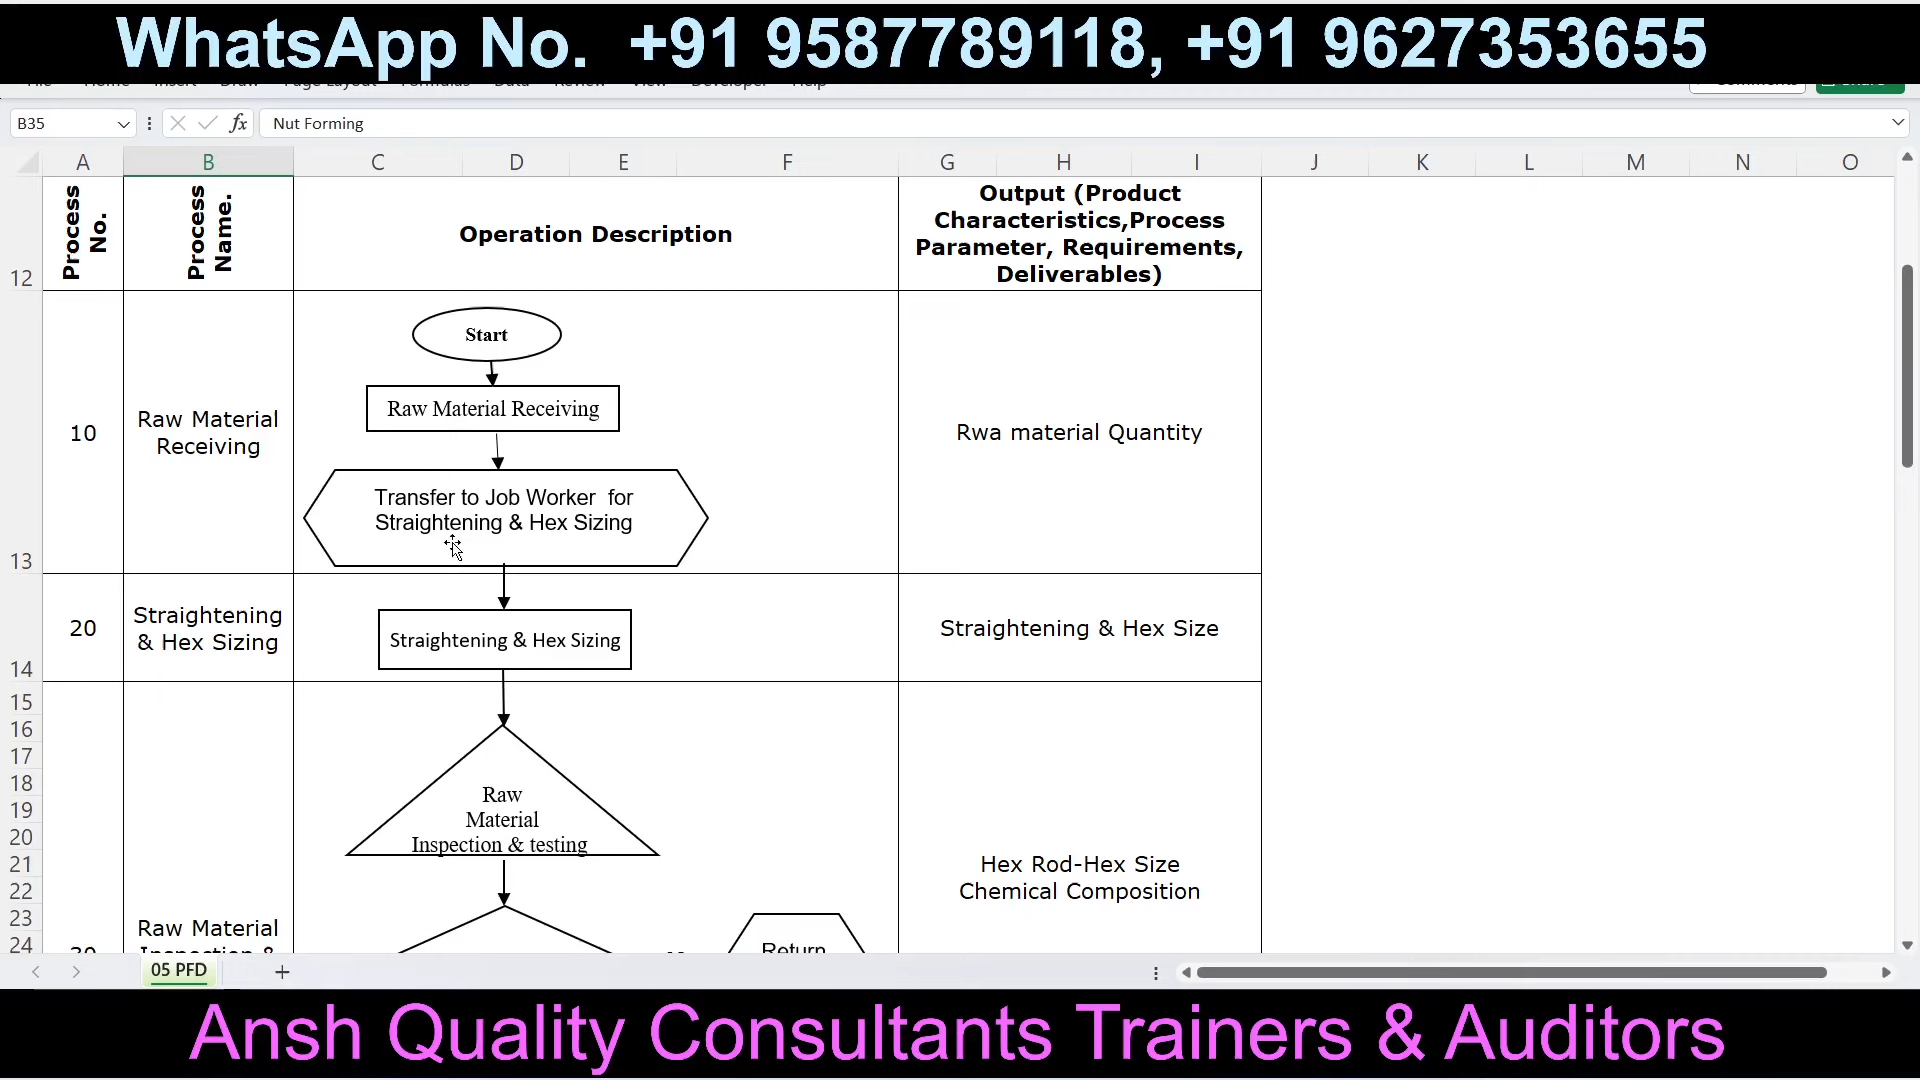 WhatsApp No. +91 9587789118, +91 9627353655
B35
fx
Nut Forming
A B C D E F G H I J K L M N O
12
Process No.
Process Name.
Operation Description
Output (Product
Characteristics,Process
Parameter, Requirements,
Deliverables)
13
10
Raw Material
Receiving
Start
Raw Material Receiving
Transfer to Job Worker for
Straightening & Hex Sizing
Rwa material Quantity
14
20
Straightening
& Hex Sizing
Straightening & Hex Sizing
Straightening & Hex Size
15
16
17
18
19
20
21
22
23
24
Raw Material
Raw
Material
Inspection & testing
Return
Hex Rod-Hex Size
Chemical Composition
05 PFD
Ansh Quality Consultants Trainers & Auditors